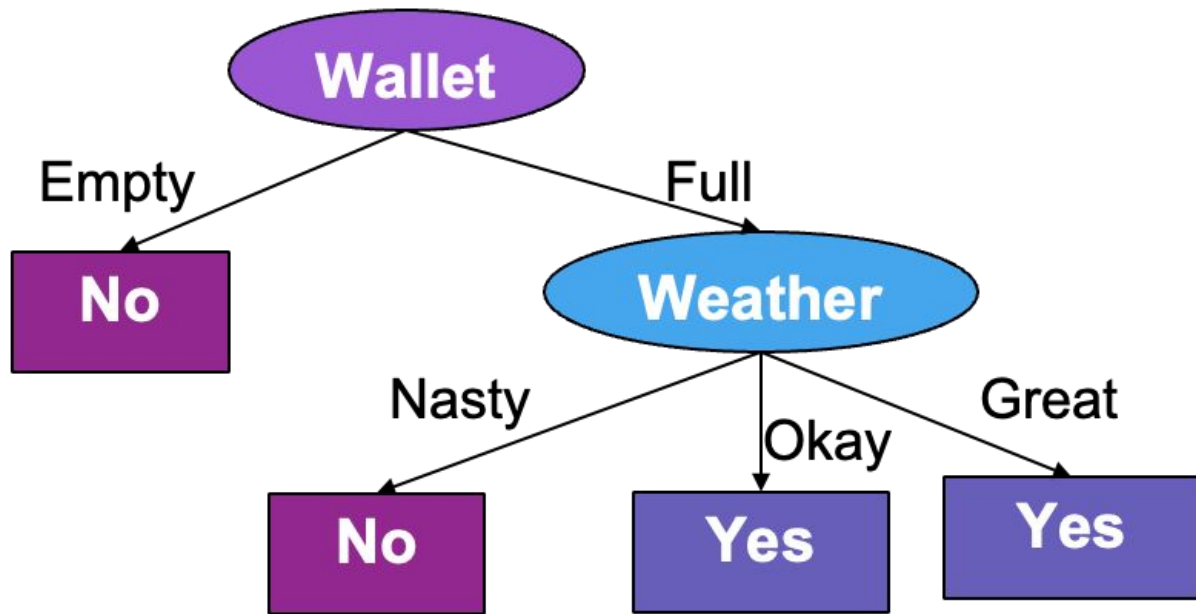 Wallet
Empty
Full
No
Weather
Nasty
Okay
Great
No
Yes
Yes